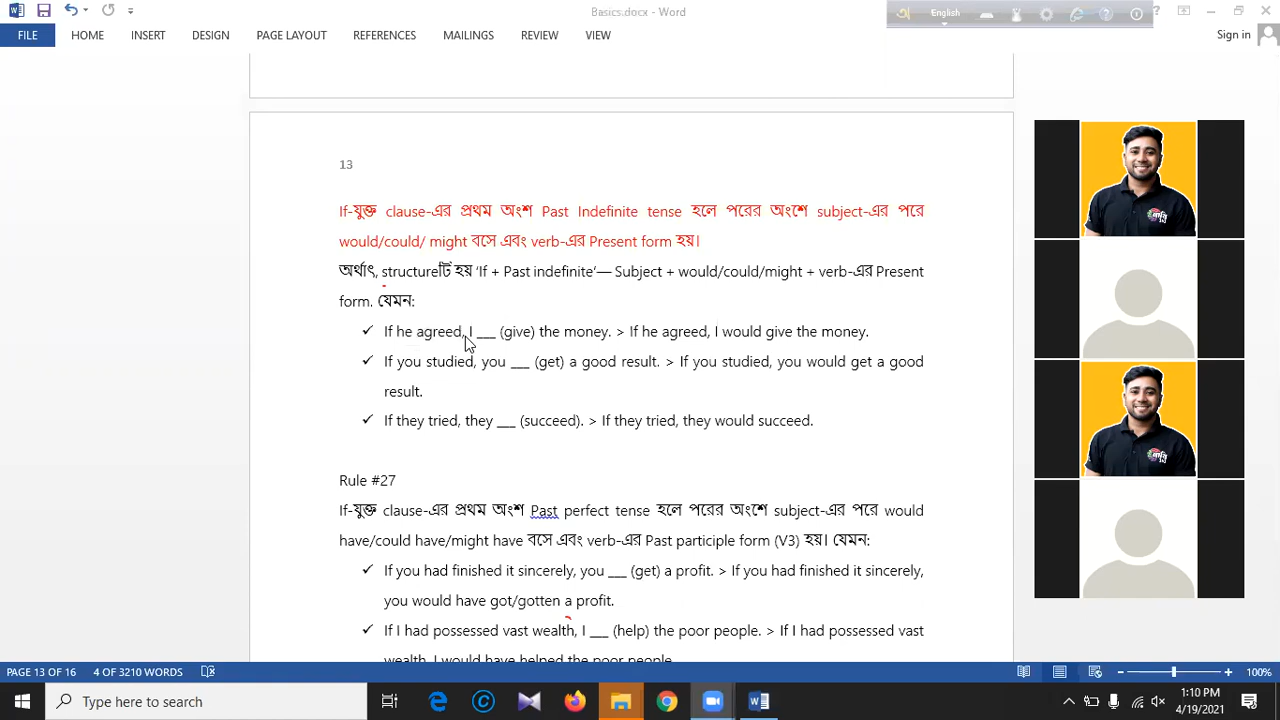 Basics.docx - Word
English
FILE HOME INSERT DESIGN PAGE LAYOUT REFERENCES MAILINGS REVIEW VIEW
Sign in
13
If-যুক্ত clause-এর প্রথম অংশ Past Indefinite tense হলে পরের অংশে subject-এর পরে
would/could/ might বসে এবং verb-এর Present form হয়।
অর্থাৎ, structureটি হয় ‘If + Past indefinite’— Subject + would/could/might + verb-এর Present
form. যেমন:
✓ If he agreed, I ___ (give) the money. > If he agreed, I would give the money.
✓ If you studied, you ___ (get) a good result. > If you studied, you would get a good
result.
✓ If they tried, they ___ (succeed). > If they tried, they would succeed.
Rule #27
If-যুক্ত clause-এর প্রথম অংশ Past perfect tense হলে পরের অংশে subject-এর পরে would
have/could have/might have বসে এবং verb-এর Past participle form (V3) হয়। যেমন:
✓ If you had finished it sincerely, you ___ (get) a profit. > If you had finished it sincerely,
you would have got/gotten a profit.
✓ If I had possessed vast wealth, I ___ (help) the poor people. > If I had possessed vast
wealth, I would have helped the poor people.
PAGE 13 OF 16 4 OF 3210 WORDS 100%
Type here to search
1:10 PM
4/19/2021